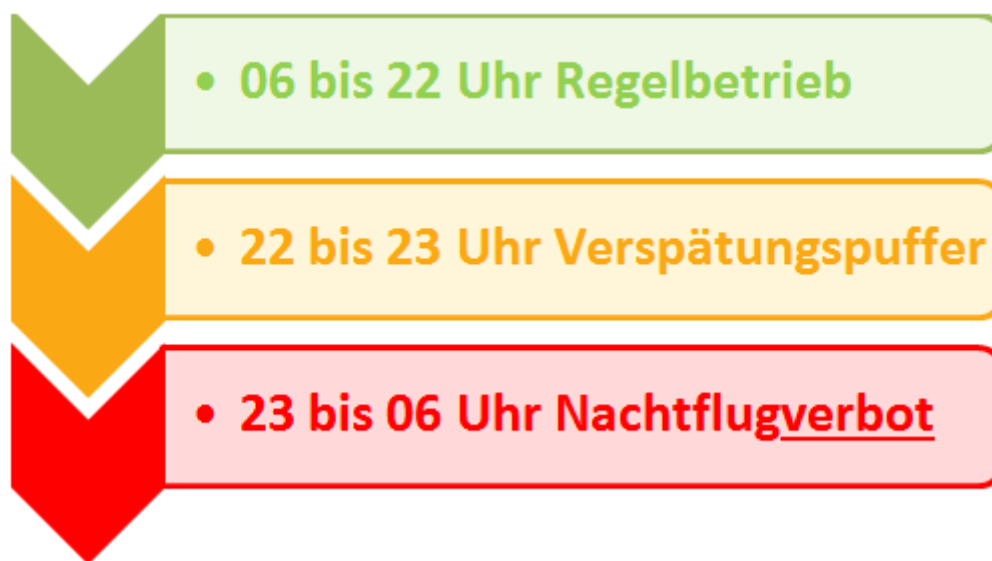 • 06 bis 22 Uhr Regelbetrieb
• 22 bis 23 Uhr Verspätungspuffer
• 23 bis 06 Uhr Nachtflugverbot